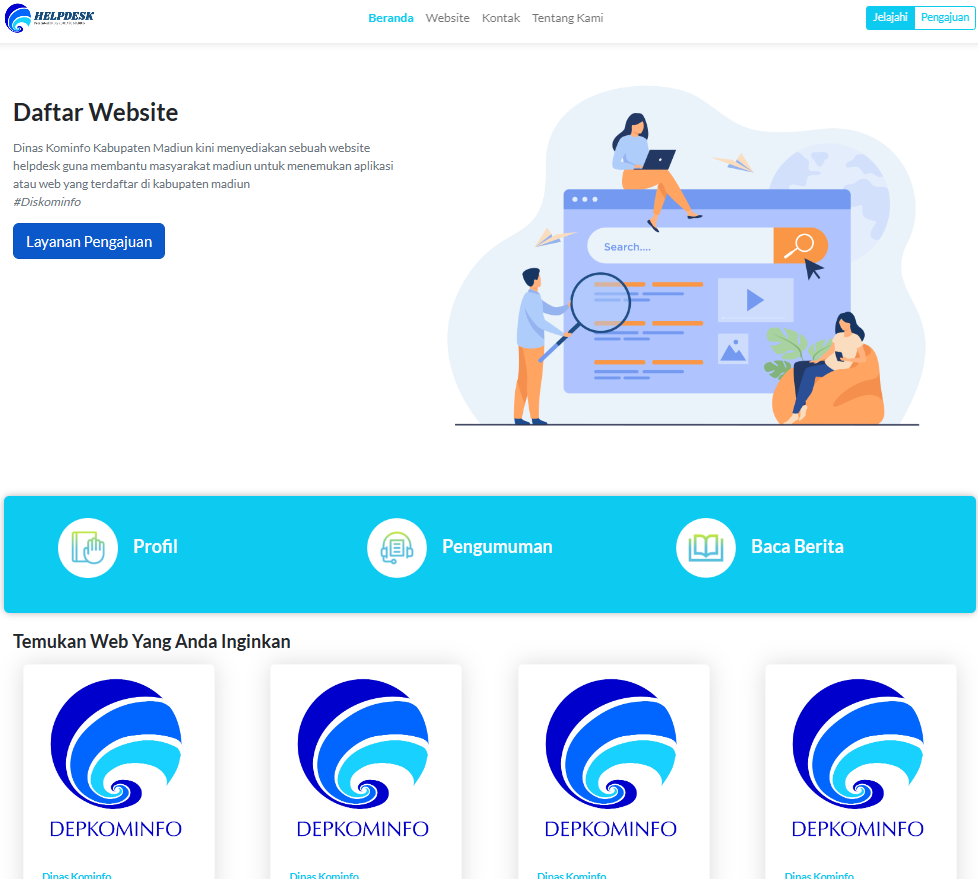 HELPDESK
Beranda Website Kontak Tentang Kami
Jelajahi Pengajuan
Daftar Website
Dinas Kominfo Kabupaten Madiun kini menyediakan sebuah website
helpdesk guna membantu masyarakat madiun untuk menemukan aplikasi
atau web yang terdaftar di kabupaten madiun
#Diskominfo
Layanan Pengajuan
Search....
Profil
Pengumuman
Baca Berita
Temukan Web Yang Anda Inginkan
DEPKOMINFO
DEPKOMINFO
DEPKOMINFO
DEPKOMINFO
Dinas Kominfo
Dinas Kominfo
Dinas Kominfo
Dinas Kominfo